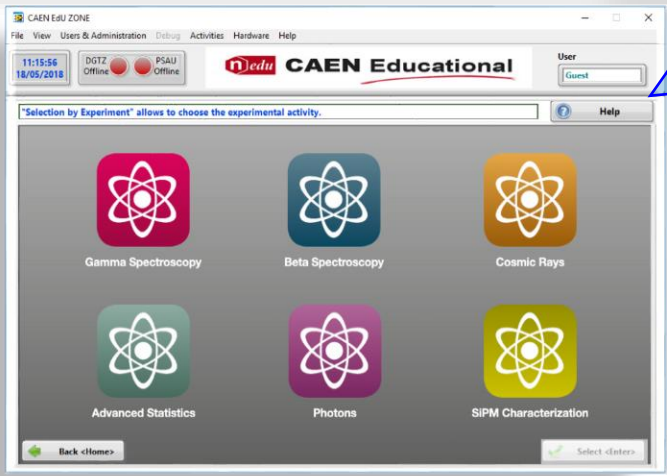 CAEN EdU ZONE
File View Users & Administration Debug Activities Hardware Help
11:15:56
18/05/2018
DGTZ
Offline
PSAU
Offline
n edu CAEN Educational
User
Guest
"Selection by Experiment" allows to choose the experimental activity.
Help
Gamma Spectroscopy
Beta Spectroscopy
Cosmic Rays
Advanced Statistics
Photons
SiPM Characterization
Back <Home>
Select <Enter>